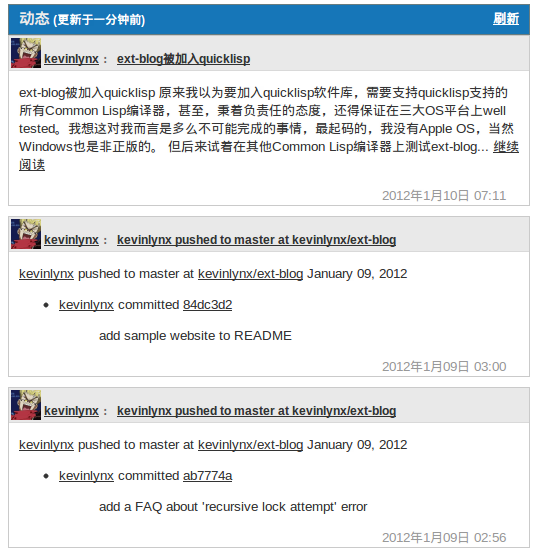 动态 (更新于一分钟前) 刷新
kevinlynx : ext-blog被加入quicklisp
ext-blog被加入quicklisp 原来我以为要加入quicklisp软件库，需要支持quicklisp支持的
所有Common Lisp编译器，甚至，秉着负责任的态度，还得保证在三大OS平台上well
tested。我想这对我而言是多么不可能完成的事情，最起码的，我没有Apple OS，当然
Windows也是非正版的。 但后来试着在其他Common Lisp编译器上测试ext-blog... 继续
阅读
2012年1月10日 07:11
kevinlynx : kevinlynx pushed to master at kevinlynx/ext-blog
kevinlynx pushed to master at kevinlynx/ext-blog January 09, 2012
• kevinlynx committed 84dc3d2
add sample website to README
2012年1月09日 03:00
kevinlynx : kevinlynx pushed to master at kevinlynx/ext-blog
kevinlynx pushed to master at kevinlynx/ext-blog January 09, 2012
• kevinlynx committed ab7774a
add a FAQ about 'recursive lock attempt' error
2012年1月09日 02:56